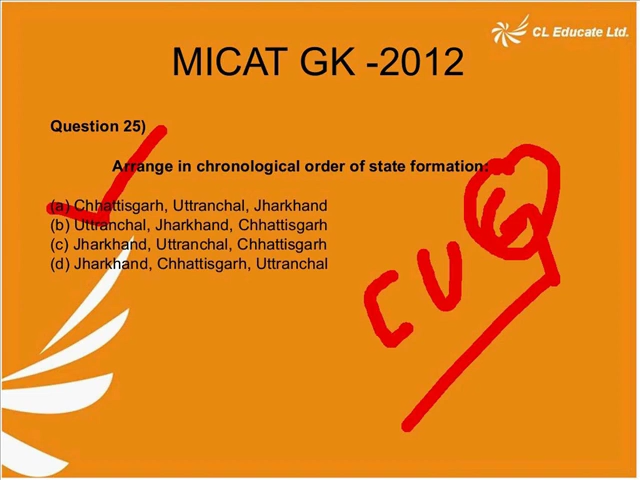 CL Educate Ltd.
MICAT GK -2012
Question 25)
Arrange in chronological order of state formation:
(a) Chhattisgarh, Uttranchal, Jharkhand
(b) Uttranchal, Jharkhand, Chhattisgarh
(c) Jharkhand, Uttranchal, Chhattisgarh
(d) Jharkhand, Chhattisgarh, Uttranchal
C U